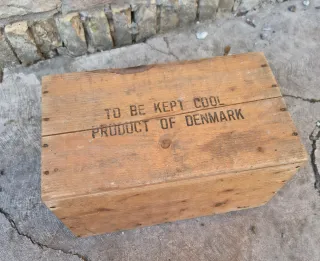 TO BE KEPT COOL
PRODUCT OF DENMARK